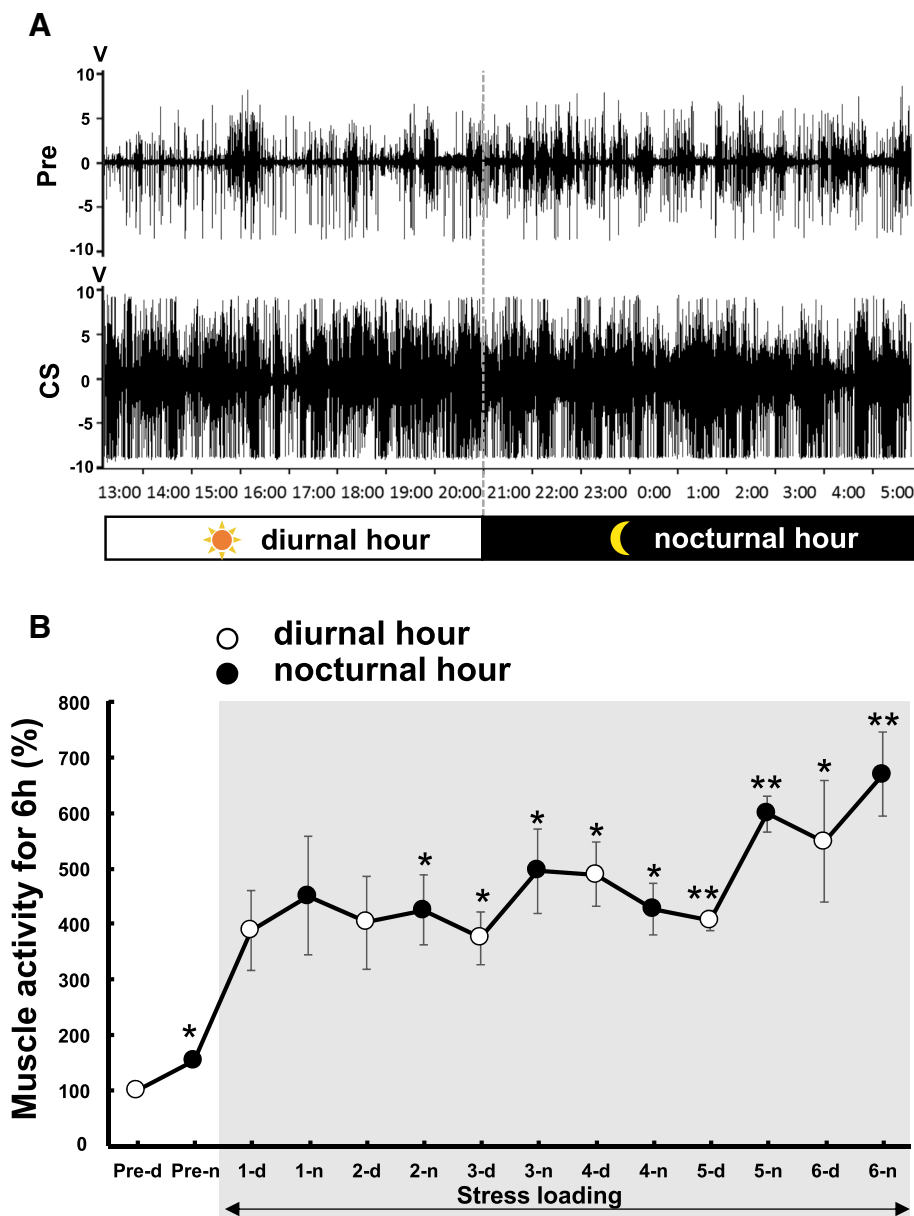 A
V
10
5
0
-5
-10
Pre
V
10
5
0
-5
-10
CS
13:00 14:00 15:00 16:00 17:00 18:00 19:00 20:00 21:00 22:00 23:00 0:00 1:00 2:00 3:00 4:00 5:00
diurnal hour nocturnal hour
B
diurnal hour
nocturnal hour
Muscle activity for 6h (%)
800
700
600
500
400
300
200
100
0
* * * * * * ** ** * **
Pre-d Pre-n 1-d 1-n 2-d 2-n 3-d 3-n 4-d 4-n 5-d 5-n 6-d 6-n
Stress loading